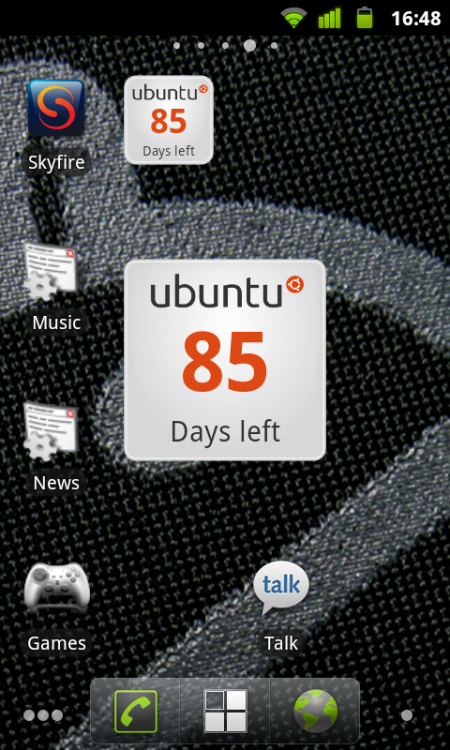 16:48
ubuntu
85
Days left
Skyfire
ubuntu
85
Days left
Music
News
talk
Games
Talk